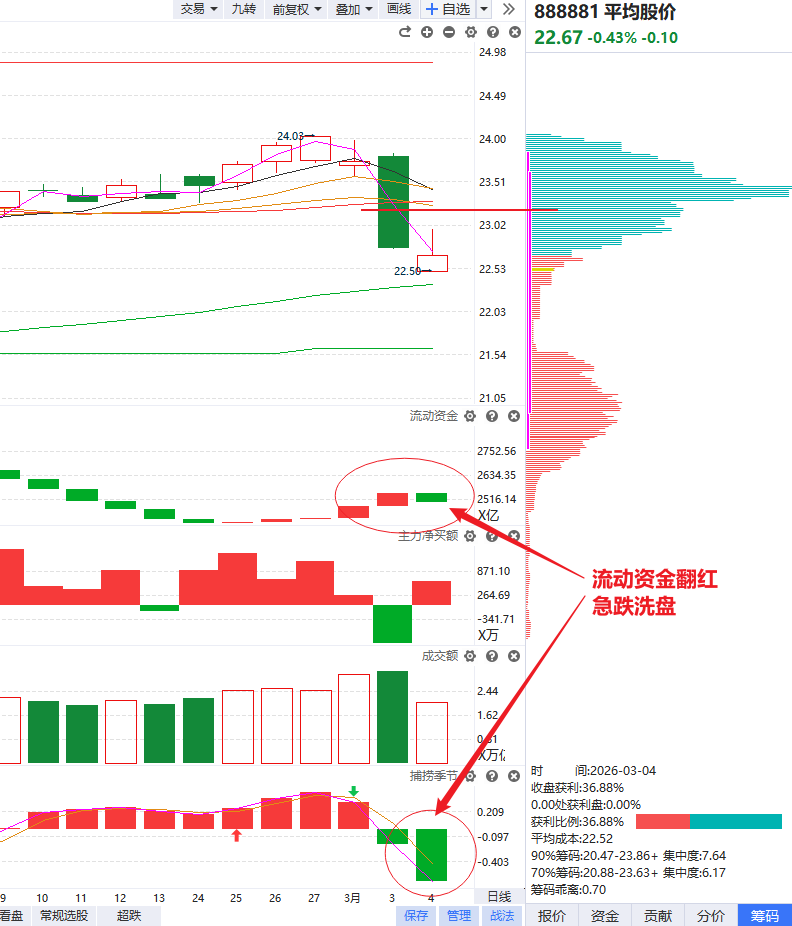 交易 九转 前复权 叠加 画线 + 自选
888881 平均股价
22.67 -0.43% -0.10
24.98
24.49
24.03
24.00
23.51
23.02
22.50
22.53
22.03
21.54
21.05
流动资金
2752.56
2634.35
2516.14
X亿
主力净买额
871.10
264.69
-341.71
X万
流动资金翻红
急跌洗盘
成交额
2.44
1.62
0.81
X万亿
捕捞季节
0.209
-0.097
-0.403
9 10 11 12 13 24 25 26 27 3月 3 4 日线
时 间:2026-03-04
收盘获利:36.88%
0.00处获利盘:0.00%
获利比例:36.88%
平均成本:22.52
90%筹码:20.47-23.86+ 集中度:7.64
70%筹码:20.88-23.63+ 集中度:6.17
筹码乖离:0.70
看盘 常规选股 超跌 保存 管理 战法 报价 资金 贡献 分价 筹码